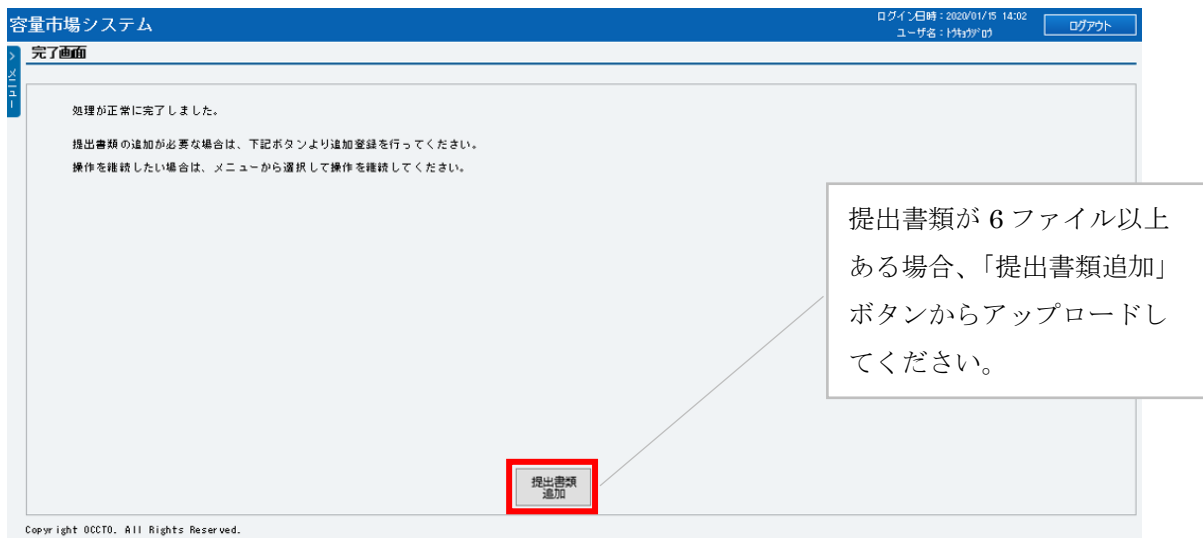 容量市場システム
ログイン日時：2020/01/15 14:02
ユーザ名：ﾄｳｷｮｳﾀﾞﾛｳ
ログアウト
> メニュー
完了画面
処理が正常に完了しました。
提出書類の追加が必要な場合は、下記ボタンより追加登録を行ってください。
操作を継続したい場合は、メニューから選択して操作を継続してください。
提出書類が 6 ファイル以上
ある場合、「提出書類追加」
ボタンからアップロードし
てください。
提出書類
追加
Copyright OCCTO. All Rights Reserved.